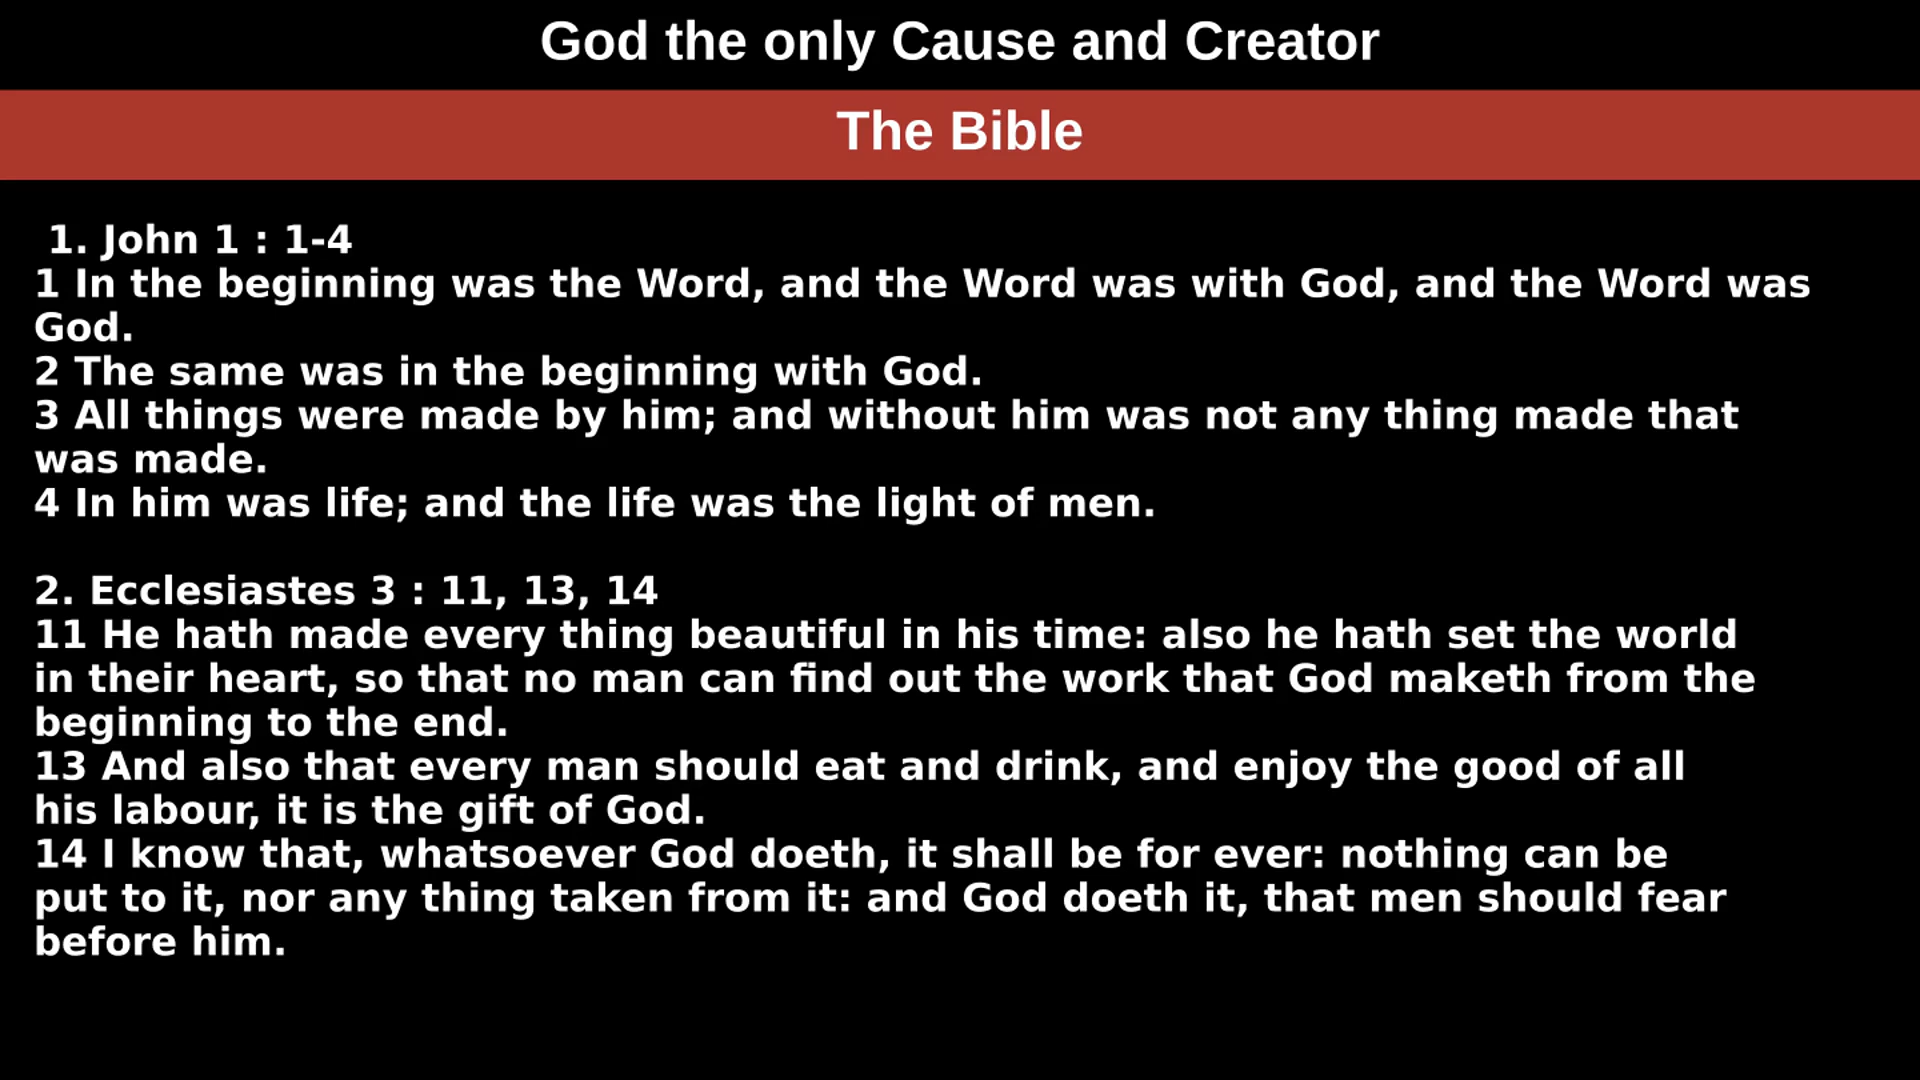 God the only Cause and Creator
The Bible
1. John 1 : 1-4
1 In the beginning was the Word, and the Word was with God, and the Word was
God.
2 The same was in the beginning with God.
3 All things were made by him; and without him was not any thing made that
was made.
4 In him was life; and the life was the light of men.
2. Ecclesiastes 3 : 11, 13, 14
11 He hath made every thing beautiful in his time: also he hath set the world
in their heart, so that no man can find out the work that God maketh from the
beginning to the end.
13 And also that every man should eat and drink, and enjoy the good of all
his labour, it is the gift of God.
14 I know that, whatsoever God doeth, it shall be for ever: nothing can be
put to it, nor any thing taken from it: and God doeth it, that men should fear
before him.